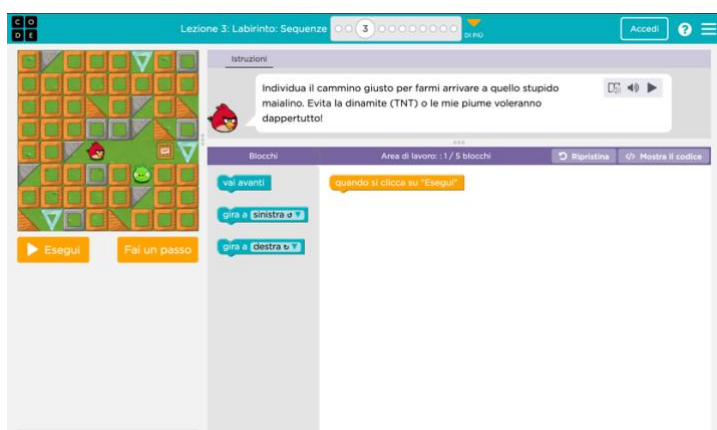 C O
D E
Lezione 3: Labirinto: Sequenze
3
DI PIÙ
Accedi
?
Istruzioni
Individua il cammino giusto per farmi arrivare a quello stupido
maialino. Evita la dinamite (TNT) o le mie piume voleranno
dappertutto!
Blocchi
Area di lavoro: : 1 / 5 blocchi
Ripristina
</> Mostra il codice
vai avanti
quando si clicca su "Esegui"
gira a sinistra ↺ ▼
gira a destra ↻ ▼
Esegui
Fai un passo